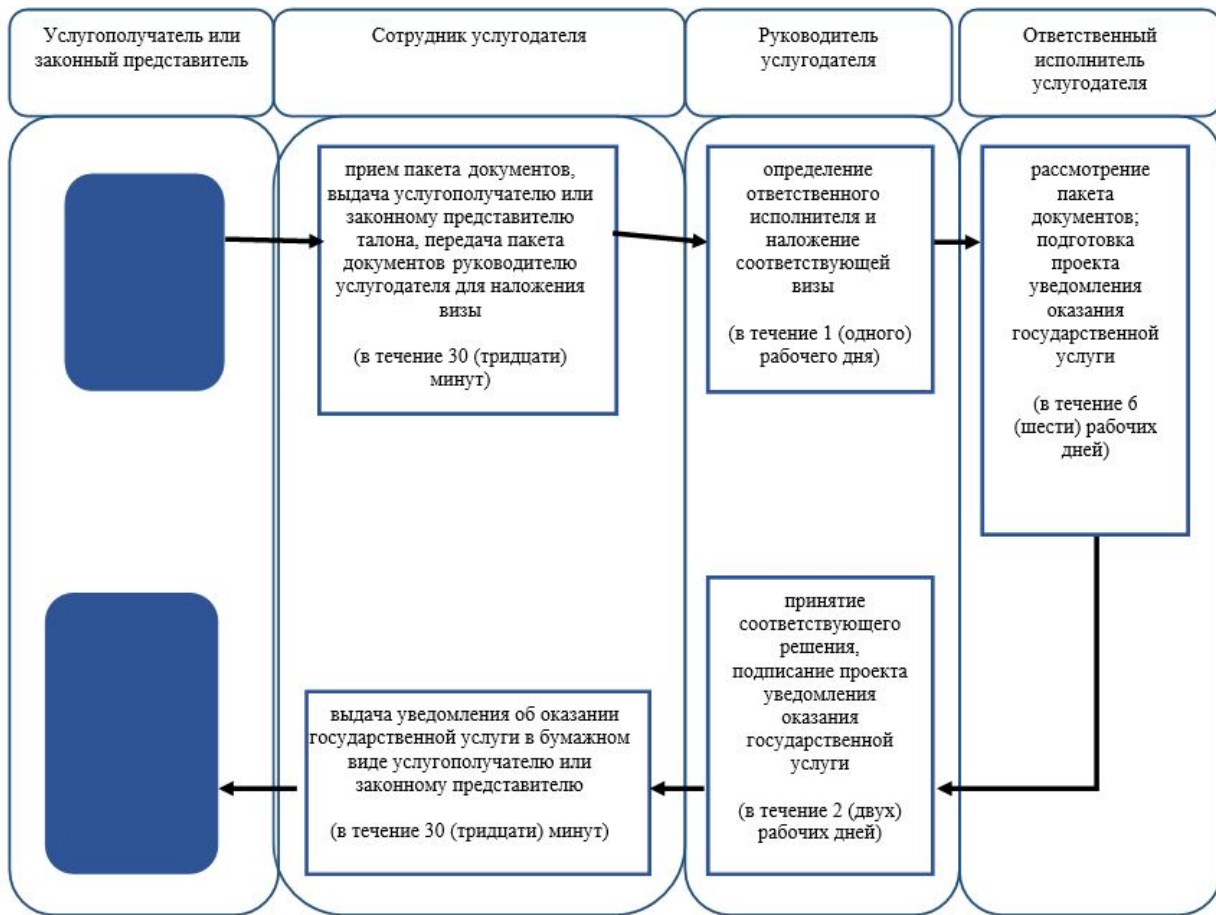 Услугополучатель или
законный представитель
Сотрудник услугодателя
Руководитель
услугодателя
Ответственный
исполнитель
услугодателя
прием пакета документов,
выдача услугополучателю или
законному представителю
талона, передача пакета
документов руководителю
услугодателя для наложения
визы
(в течение 30 (тридцати)
минут)
определение
ответственного
исполнителя и
наложение
соответствующей
визы
(в течение 1 (одного)
рабочего дня)
рассмотрение
пакета
документов;
подготовка
проекта
уведомления
оказания
государственной
услуги
(в течение 6
(шести) рабочих
дней)
принятие
соответствующего
решения,
подписание проекта
уведомления
оказания
государственной
услуги
(в течение 2 (двух)
рабочих дней)
выдача уведомления об оказании
государственной услуги в бумажном
виде услугополучателю или
законному представителю
(в течение 30 (тридцати) минут)